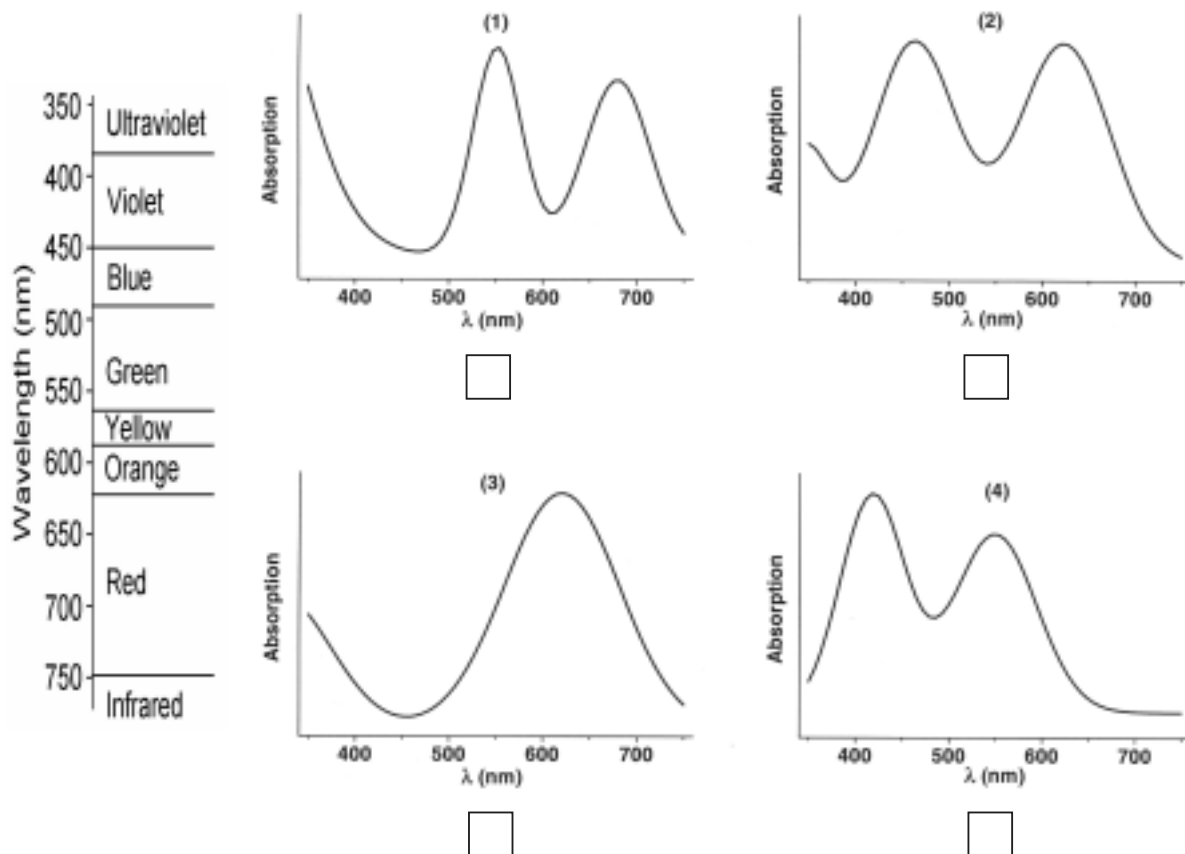 Wavelength (nm)
350
Ultraviolet
400
Violet
450
Blue
500
Green
550
Yellow
600
Orange
650
Red
700
750
Infrared
(1)
Absorption
400 500 600 700
λ (nm)
(2)
Absorption
400 500 600 700
λ (nm)
(3)
Absorption
400 500 600 700
λ (nm)
(4)
Absorption
400 500 600 700
λ (nm)